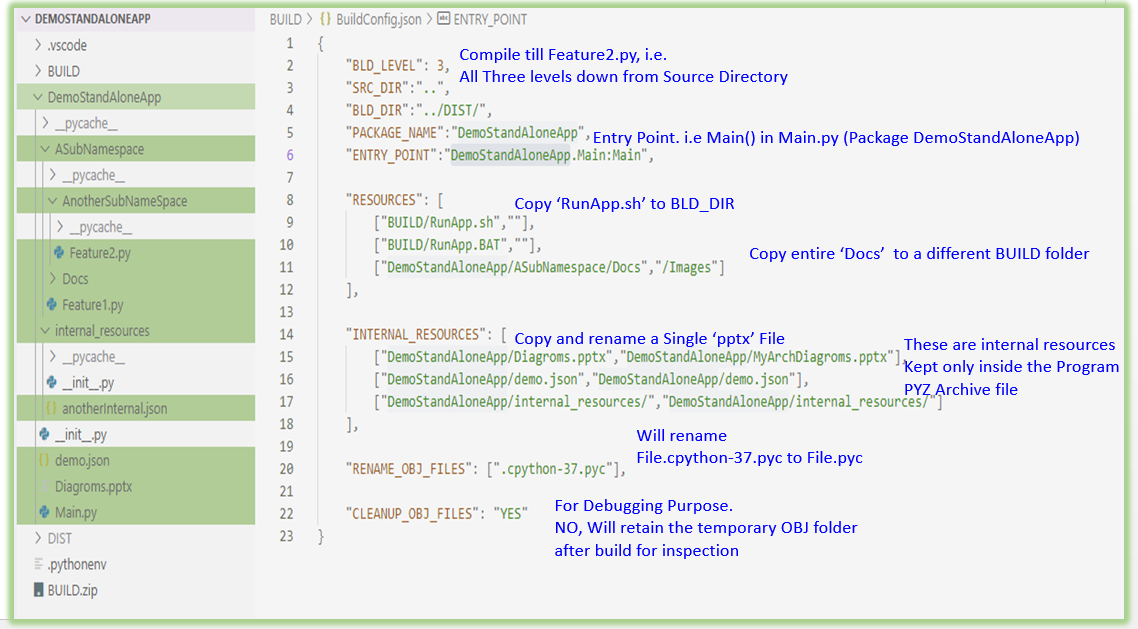 DEMOSTANDALONEAPP
.vscode
BUILD
DemoStandAloneApp
__pycache__
ASubNamespace
__pycache__
AnotherSubNameSpace
__pycache__
Feature2.py
Docs
Feature1.py
internal_resources
__pycache__
__init__.py
anotherInternal.json
__init__.py
demo.json
Diagroms.pptx
Main.py
DIST
.pythonenv
BUILD.zip
BUILD > {} BuildConfig.json > abc ENTRY_POINT
1 {
Compile till Feature2.py, i.e.
2 "BLD_LEVEL": 3,
All Three levels down from Source Directory
3 "SRC_DIR":"..",
4 "BLD_DIR":"../DIST/",
5 "PACKAGE_NAME":"DemoStandAloneApp",
Entry Point. i.e Main() in Main.py (Package DemoStandAloneApp)
6 "ENTRY_POINT":"DemoStandAloneApp.Main:Main",
7
8 "RESOURCES": [
Copy ‘RunApp.sh’ to BLD_DIR
9 ["BUILD/RunApp.sh",""],
10 ["BUILD/RunApp.BAT",""],
Copy entire ‘Docs’ to a different BUILD folder
11 ["DemoStandAloneApp/ASubNamespace/Docs","/Images"]
12 ],
13
14 "INTERNAL_RESOURCES": [
Copy and rename a Single ‘pptx’ File
15 ["DemoStandAloneApp/Diagroms.pptx","DemoStandAloneApp/MyArchDiagroms.pptx"],
16 ["DemoStandAloneApp/demo.json","DemoStandAloneApp/demo.json"],
17 ["DemoStandAloneApp/internal_resources/","DemoStandAloneApp/internal_resources/"]
These are internal resources
Kept only inside the Program
PYZ Archive file
18 ],
Will rename
File.cpython-37.pyc to File.pyc
19
20 "RENAME_OBJ_FILES": [".cpython-37.pyc"],
21
22 "CLEANUP_OBJ_FILES": "YES"
For Debugging Purpose.
NO, Will retain the temporary OBJ folder
after build for inspection
23 }